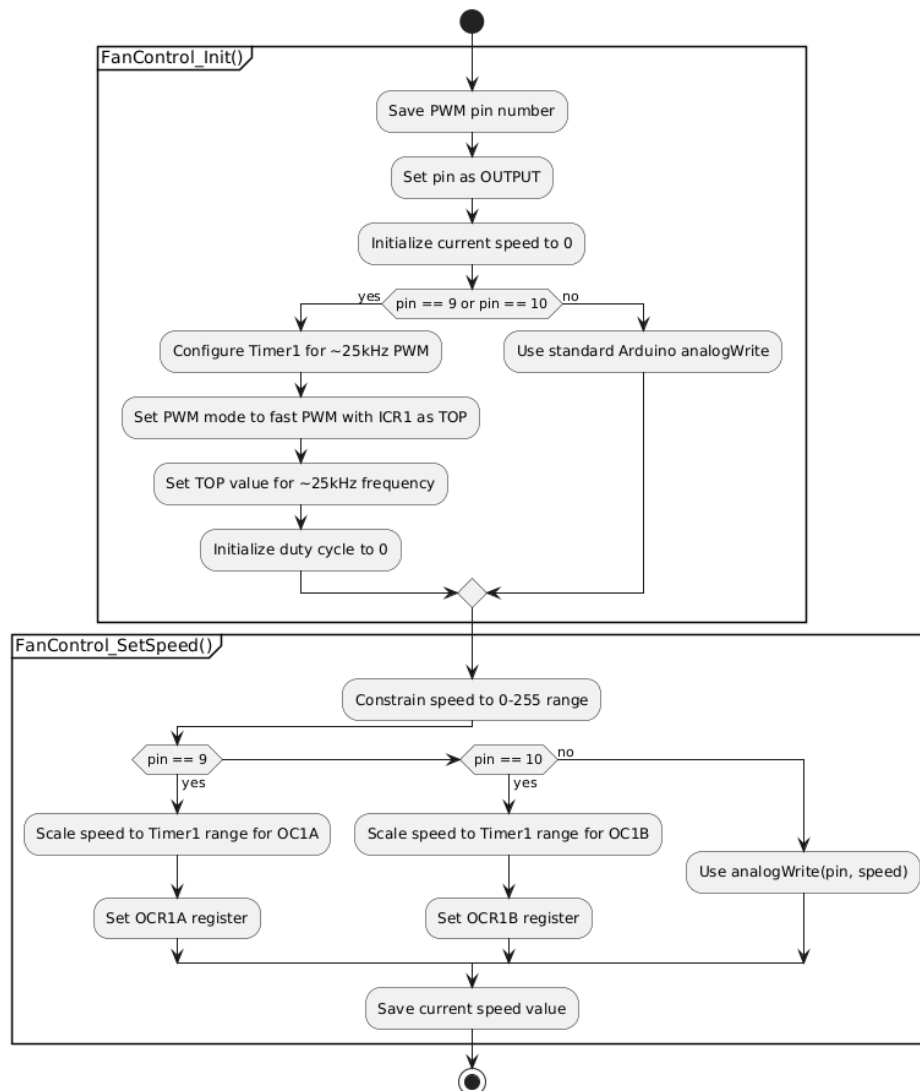 FanControl_Init()
Save PWM pin number
Set pin as OUTPUT
Initialize current speed to 0
yes
pin == 9 or pin == 10
no
Configure Timer1 for ~25kHz PWM
Use standard Arduino analogWrite
Set PWM mode to fast PWM with ICR1 as TOP
Set TOP value for ~25kHz frequency
Initialize duty cycle to 0
FanControl_SetSpeed()
Constrain speed to 0-255 range
pin == 9
pin == 10
no
yes
yes
Scale speed to Timer1 range for OC1A
Scale speed to Timer1 range for OC1B
Use analogWrite(pin, speed)
Set OCR1A register
Set OCR1B register
Save current speed value